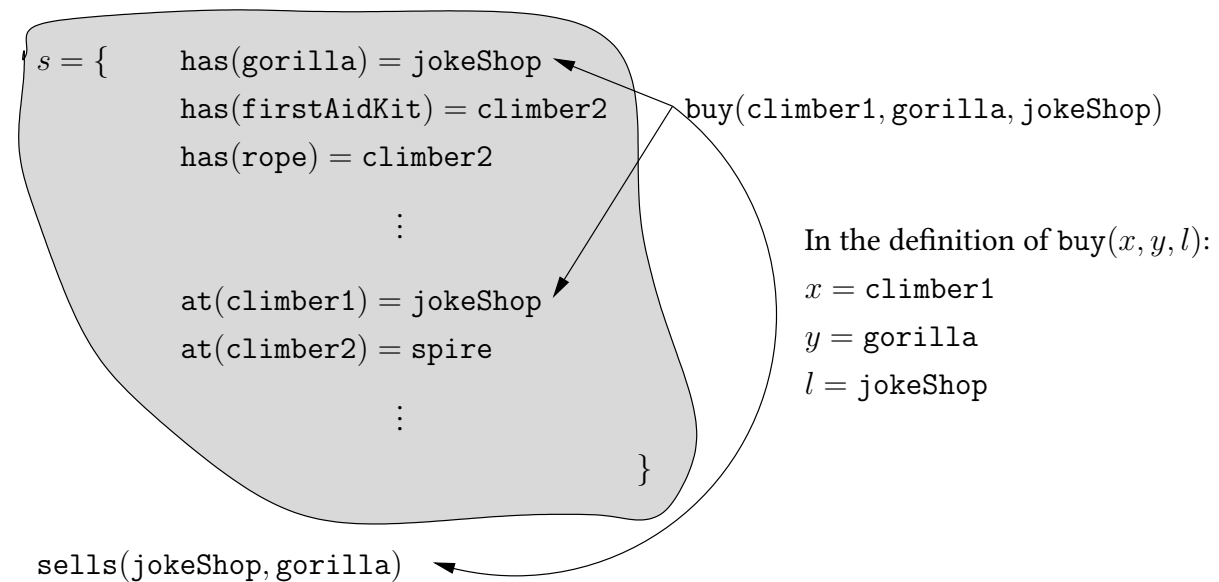 s = { has(gorilla) = jokeShop
has(firstAidKit) = climber2
buy(climber1, gorilla, jokeShop)
has(rope) = climber2
⋮
at(climber1) = jokeShop
at(climber2) = spire
⋮
}
In the definition of buy(x, y, l):
x = climber1
y = gorilla
l = jokeShop
sells(jokeShop, gorilla)